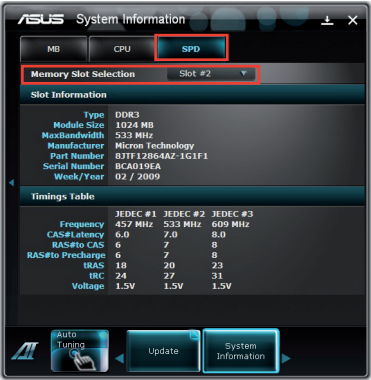 ASUS System Information
MB CPU SPD
Memory Slot Selection Slot #2
Slot Information
Type DDR3
Module Size 1024 MB
MaxBandwidth 533 MHz
Manufacturer Micron Technology
Part Number 8JTF12864AZ-1G1F1
Serial Number BCA019EA
Week/Year 02 / 2009
Timings Table
JEDEC #1 JEDEC #2 JEDEC #3
Frequency 457 MHz 533 MHz 609 MHz
CAS#Latency 6.0 7.0 8.0
RAS#to CAS 6 7 8
RAS#to Precharge 6 7 8
tRAS 18 20 23
tRC 24 27 31
Voltage 1.5V 1.5V 1.5V
Auto
Tuning
Update
System
Information